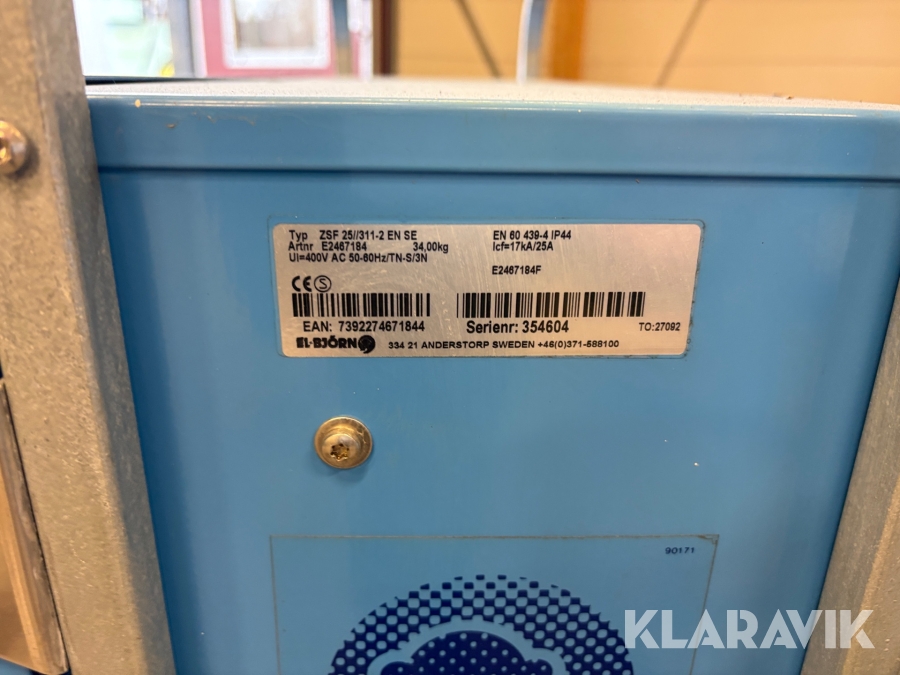 Typ ZSF 25//311-2 EN SE EN 60 439-4 IP44
Artnr E2467184 34,00kg Icf=17kA/25A
UI=400V AC 50-60Hz/TN-S/3N
E2467184F
CE S
EAN: 7392274671844 Serienr: 354604 TO:27092
EL-BJÖRN 334 21 ANDERSTORP SWEDEN +46(0)371-588100
90171
KLARAVIK